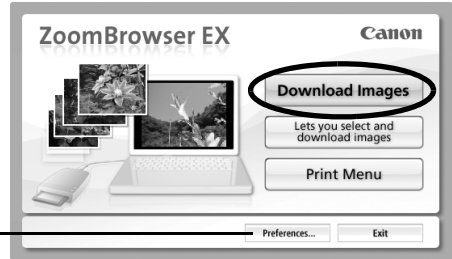 ZoomBrowser EX
Canon
Download Images
Lets you select and
download images
Print Menu
Preferences...
Exit